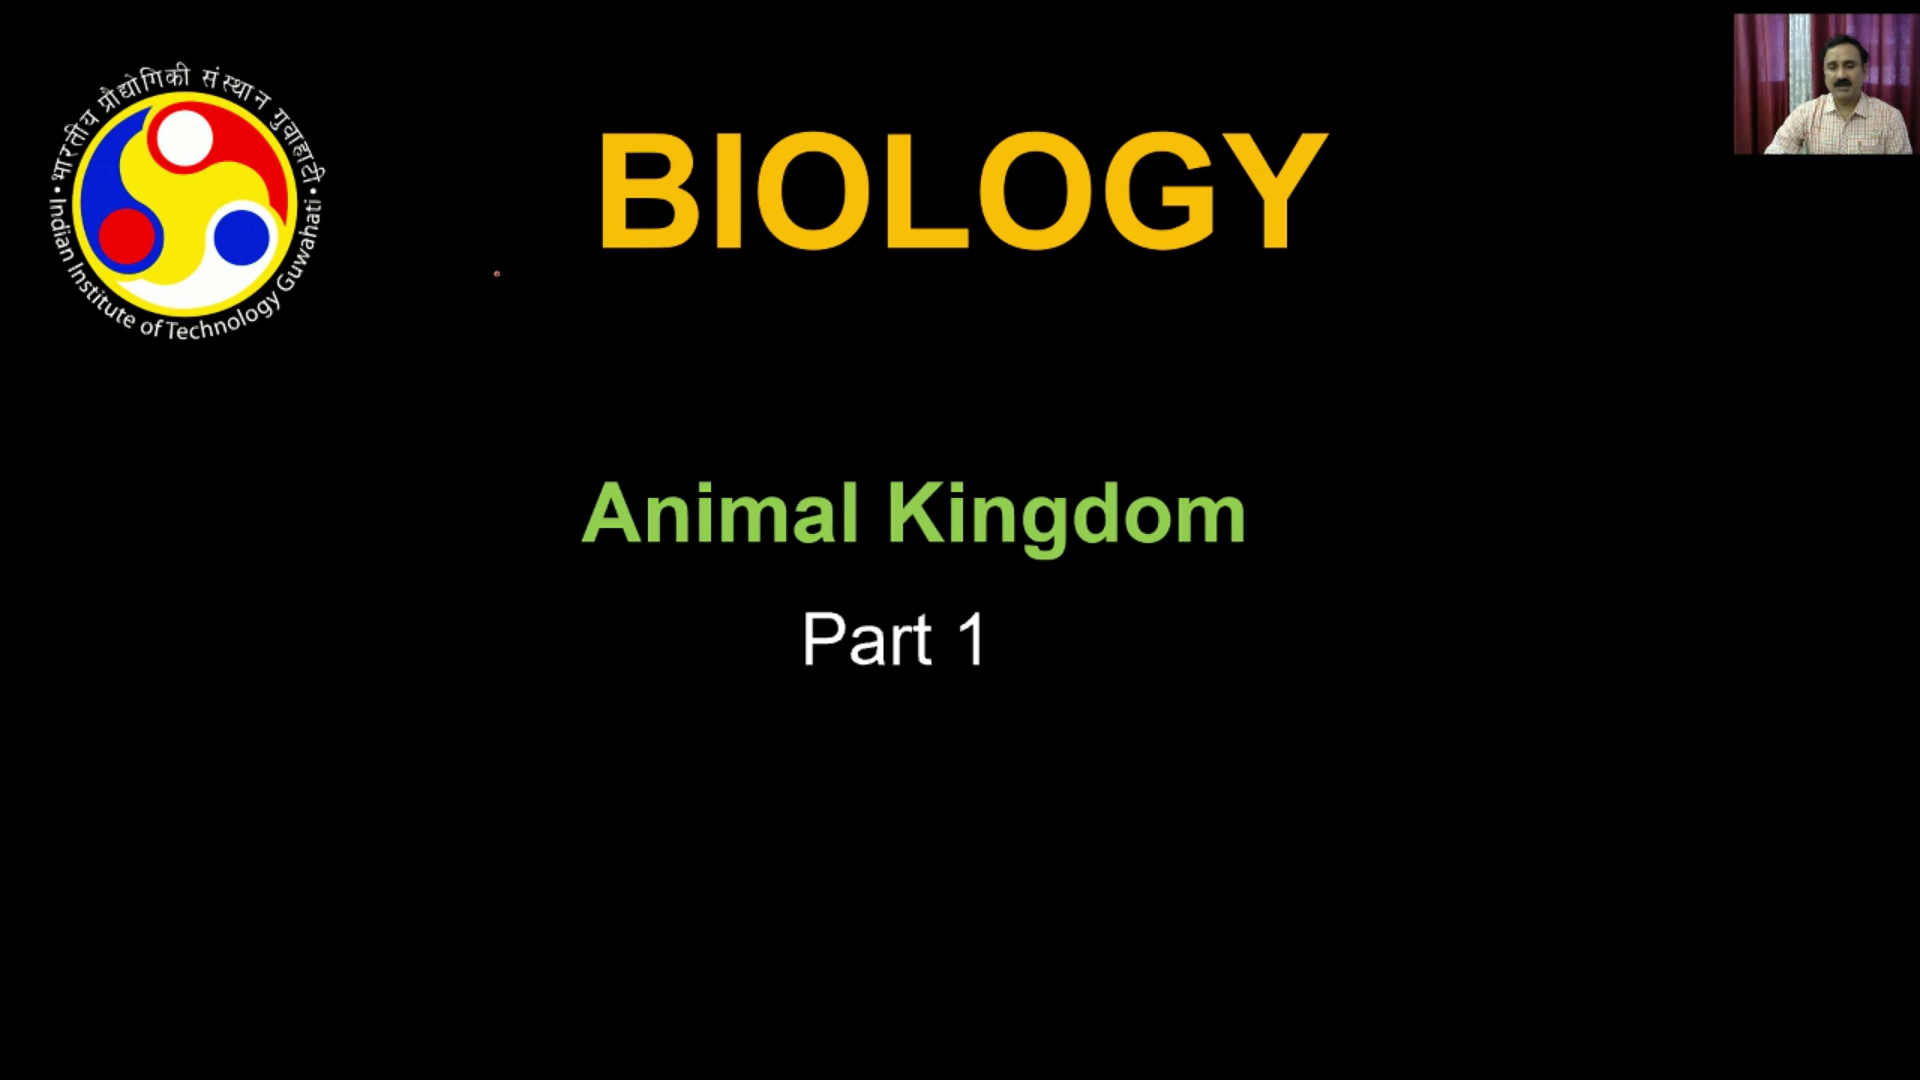 भारतीय प्रौद्योगिकी संस्थान गुवाहाटी
Indian Institute of Technology Guwahati
BIOLOGY
Animal Kingdom
Part 1